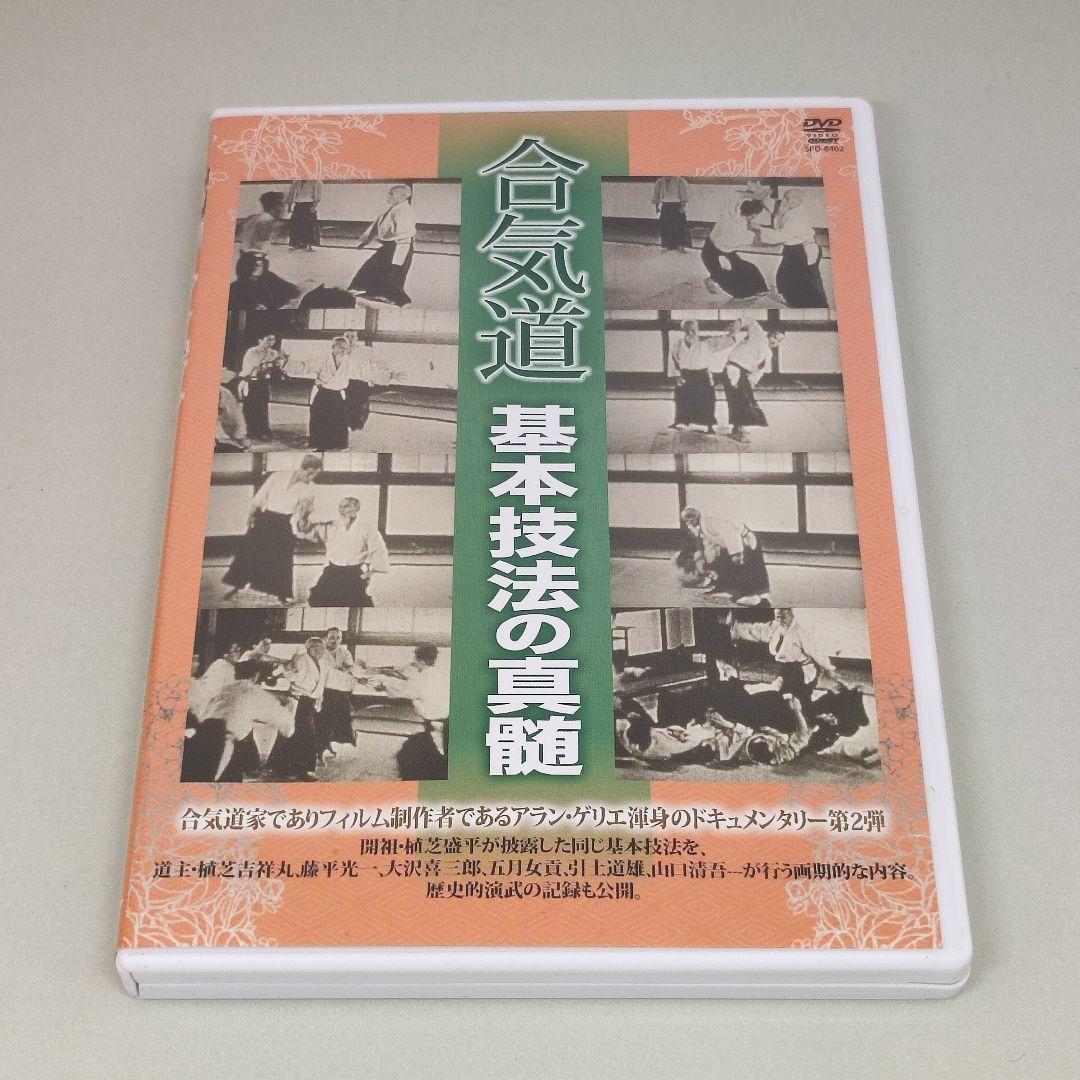 DVD
VIDEO
QUEST
SPD-8402
合気道
基本技法の真髄
合気道家でありフィルム制作者であるアラン・ゲリエ渾身のドキュメンタリー第2弾
開祖・植芝盛平が披露した同じ基本技法を、
道主・植芝吉祥丸、藤平光一、大沢喜三郎、五月女貢、引土道雄、山口清吾---が行う画期的な内容。
歴史的演武の記録も公開。